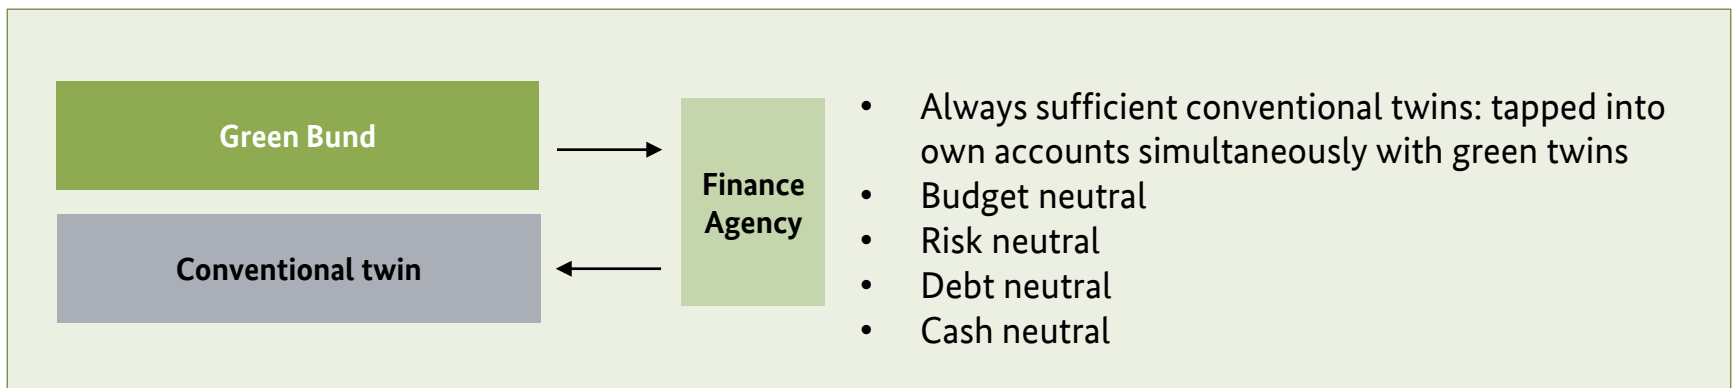 Green Bund
Conventional twin
Finance
Agency
• Always sufficient conventional twins: tapped into
own accounts simultaneously with green twins
• Budget neutral
• Risk neutral
• Debt neutral
• Cash neutral